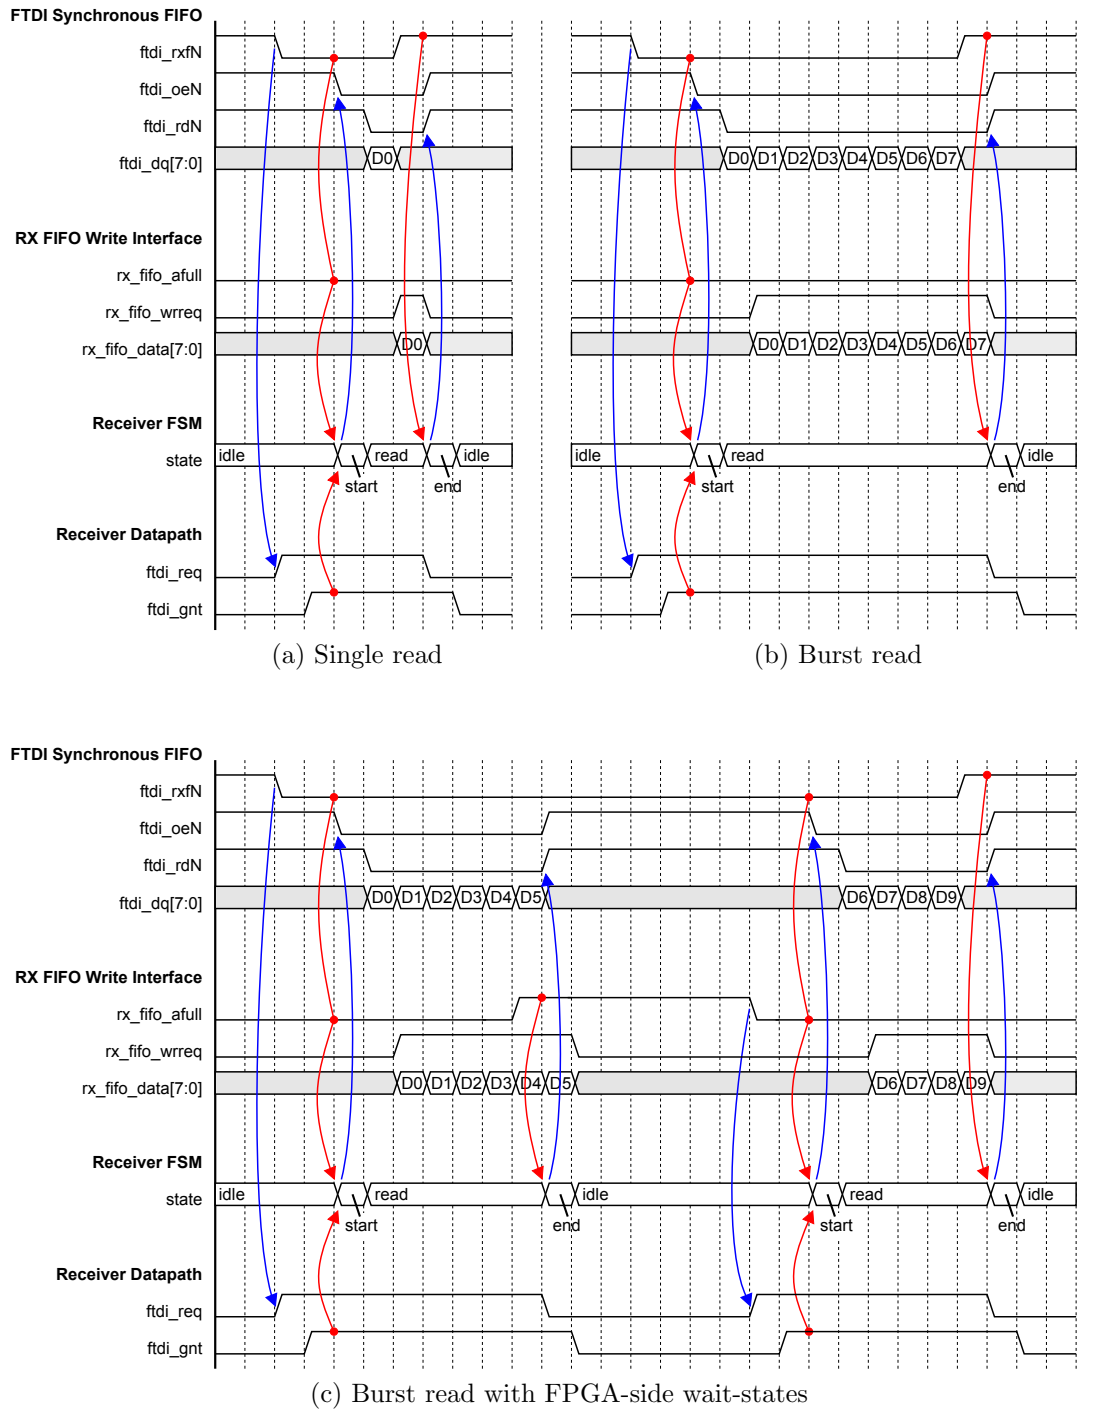 FTDI Synchronous FIFO
ftdi_rxfN
ftdi_oeN
ftdi_rdN
ftdi_dq[7:0] D0 D0 D1 D2 D3 D4 D5 D6 D7
RX FIFO Write Interface
rx_fifo_afull
rx_fifo_wrreq
rx_fifo_data[7:0] D0 D0 D1 D2 D3 D4 D5 D6 D7
Receiver FSM
state idle read idle idle read idle
start end start end
Receiver Datapath
ftdi_req
ftdi_gnt
(a) Single read (b) Burst read
FTDI Synchronous FIFO
ftdi_rxfN
ftdi_oeN
ftdi_rdN
ftdi_dq[7:0] D0 D1 D2 D3 D4 D5 D6 D7 D8 D9
RX FIFO Write Interface
rx_fifo_afull
rx_fifo_wrreq
rx_fifo_data[7:0] D0 D1 D2 D3 D4 D5 D6 D7 D8 D9
Receiver FSM
state idle read idle read idle
start end start end
Receiver Datapath
ftdi_req
ftdi_gnt
(c) Burst read with FPGA-side wait-states